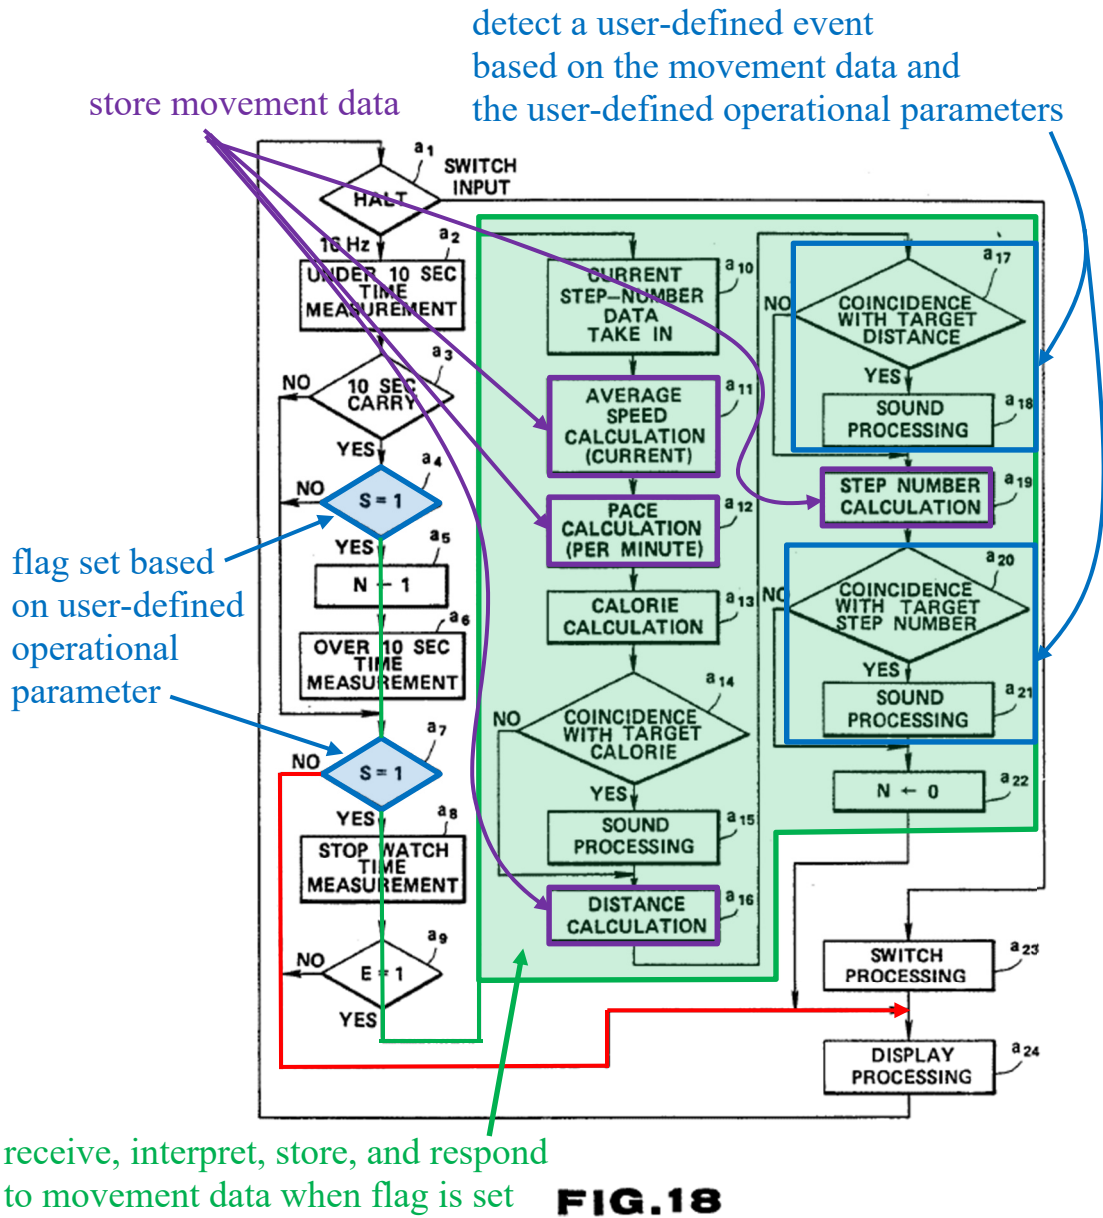 detect a user-defined event
based on the movement data and
the user-defined operational parameters
store movement data
a1
HALT
SWITCH
INPUT
16 Hz
a2
UNDER 10 SEC
TIME
MEASUREMENT
a3
10 SEC
CARRY
NO
YES
a4
S = 1
NO
YES
a5
N ← 1
a6
OVER 10 SEC
TIME
MEASUREMENT
flag set based
on user-defined
operational
parameter
a7
S = 1
NO
YES
a8
STOP WATCH
TIME
MEASUREMENT
a9
E = 1
NO
YES
a10
CURRENT
STEP-NUMBER
DATA
TAKE IN
a11
AVERAGE
SPEED
CALCULATION
(CURRENT)
a12
PACE
CALCULATION
(PER MINUTE)
a13
CALORIE
CALCULATION
a14
COINCIDENCE
WITH TARGET
CALORIE
NO
YES
a15
SOUND
PROCESSING
a16
DISTANCE
CALCULATION
a17
COINCIDENCE
WITH TARGET
DISTANCE
NO
YES
a18
SOUND
PROCESSING
a19
STEP NUMBER
CALCULATION
a20
COINCIDENCE
WITH TARGET
STEP NUMBER
NO
YES
a21
SOUND
PROCESSING
a22
N ← 0
a23
SWITCH
PROCESSING
a24
DISPLAY
PROCESSING
receive, interpret, store, and respond
to movement data when flag is set
FIG.18